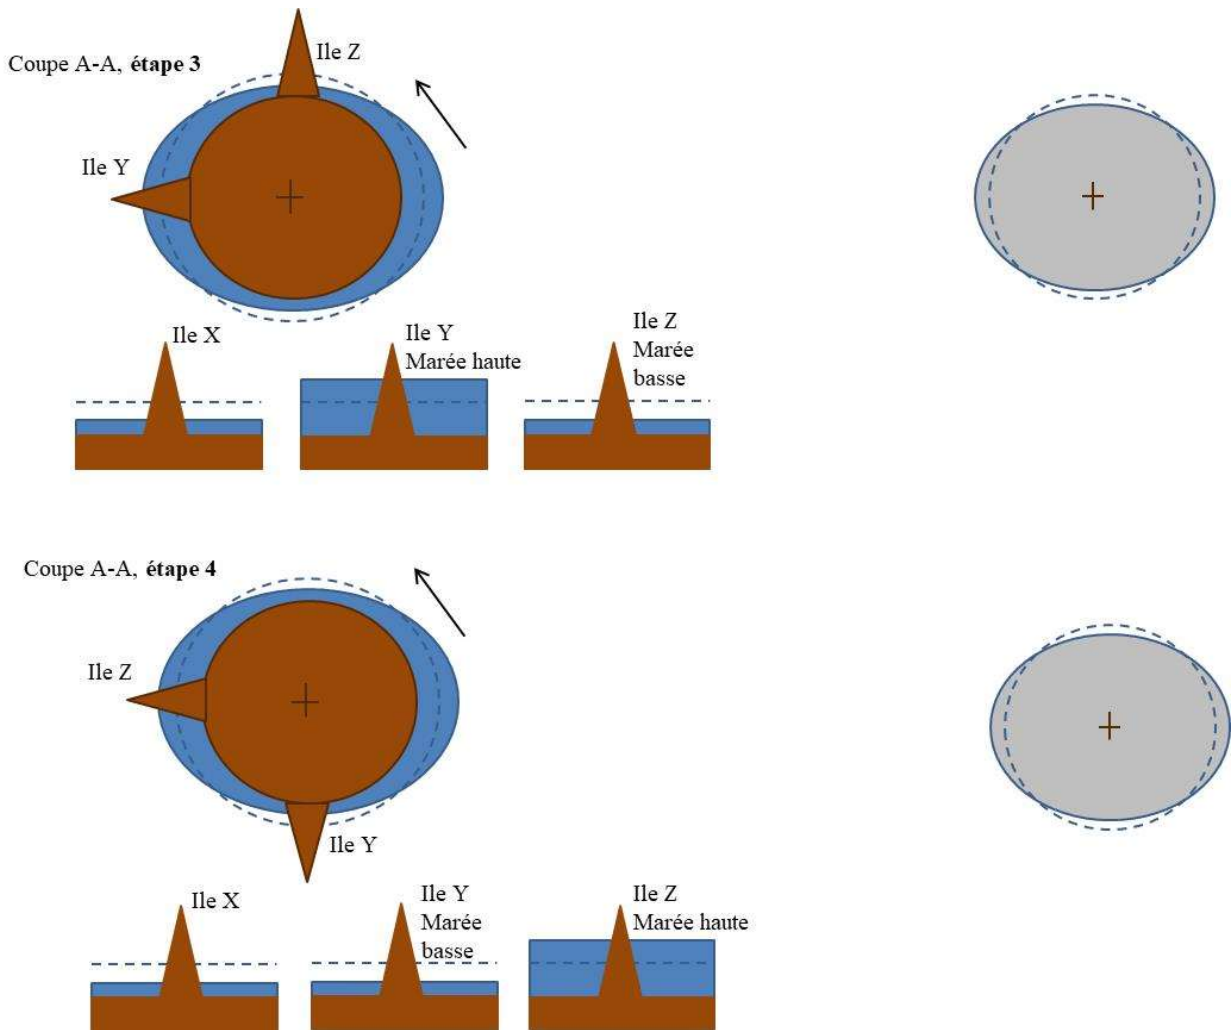 Ile Z
Coupe A-A, étape 3
Ile Y
Ile X
Ile Y
Marée haute
Ile Z
Marée
basse
Coupe A-A, étape 4
Ile Z
Ile Y
Ile X
Ile Y
Marée
basse
Ile Z
Marée haute